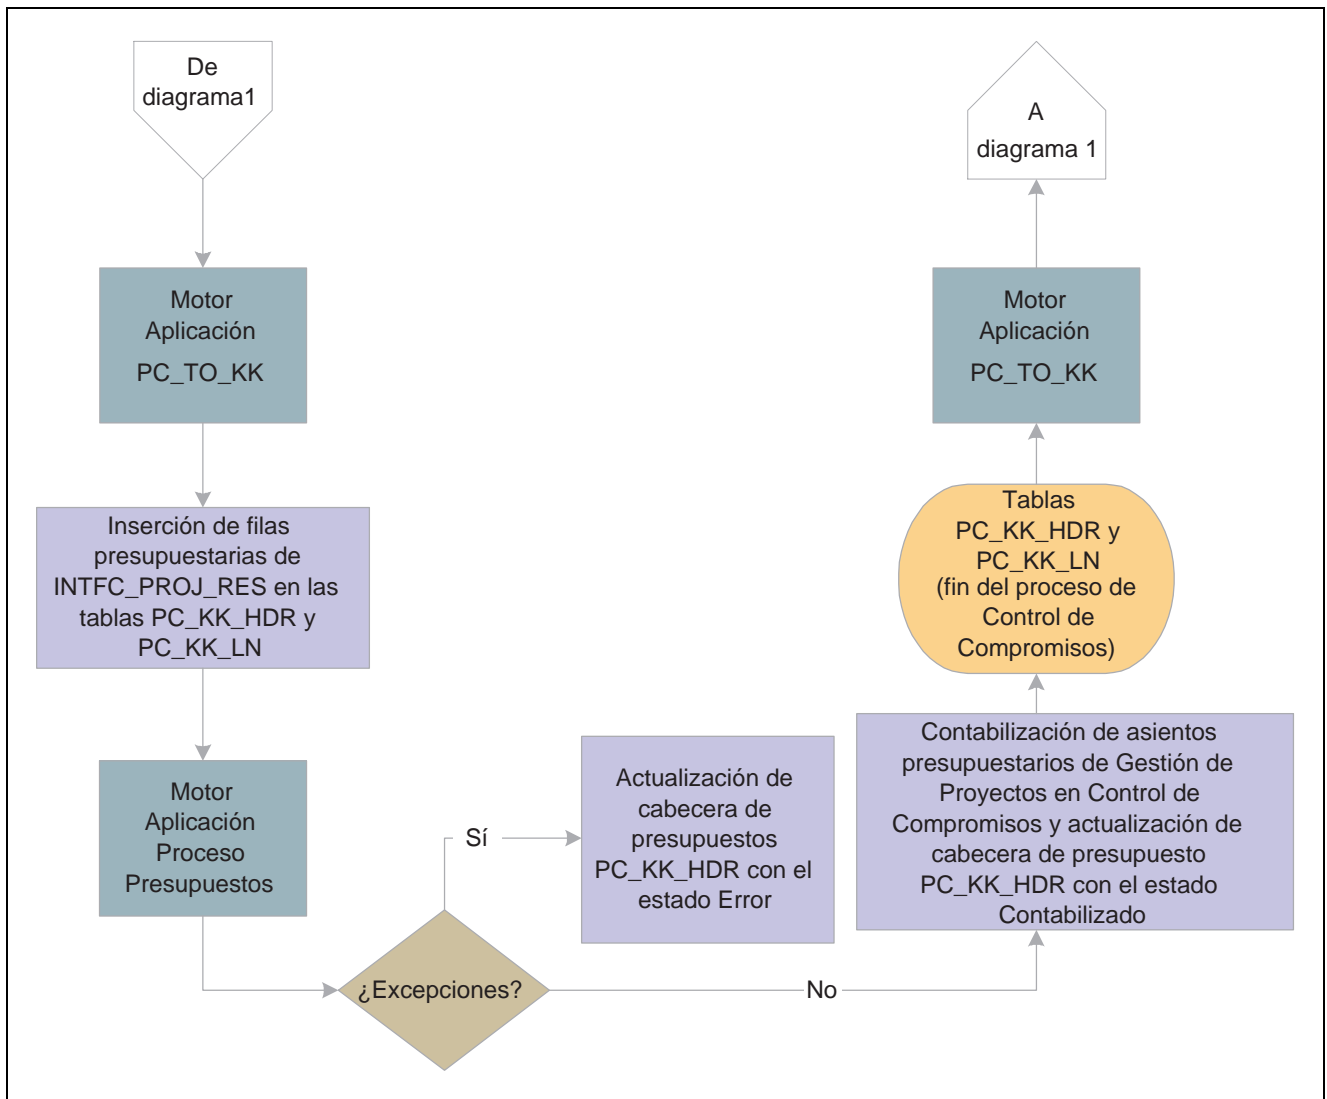 De
diagrama1
Motor
Aplicación
PC_TO_KK
Inserción de filas
presupuestarias de
INTFC_PROJ_RES en las
tablas PC_KK_HDR y
PC_KK_LN
Motor
Aplicación
Proceso
Presupuestos
¿Excepciones?
Sí
Actualización de
cabecera de
presupuestos
PC_KK_HDR con el
estado Error
No
Contabilización de asientos
presupuestarios de Gestión de
Proyectos en Control de
Compromisos y actualización de
cabecera de presupuesto
PC_KK_HDR con el estado
Contabilizado
Tablas
PC_KK_HDR y
PC_KK_LN
(fin del proceso de
Control de
Compromisos)
Motor
Aplicación
PC_TO_KK
A
diagrama 1